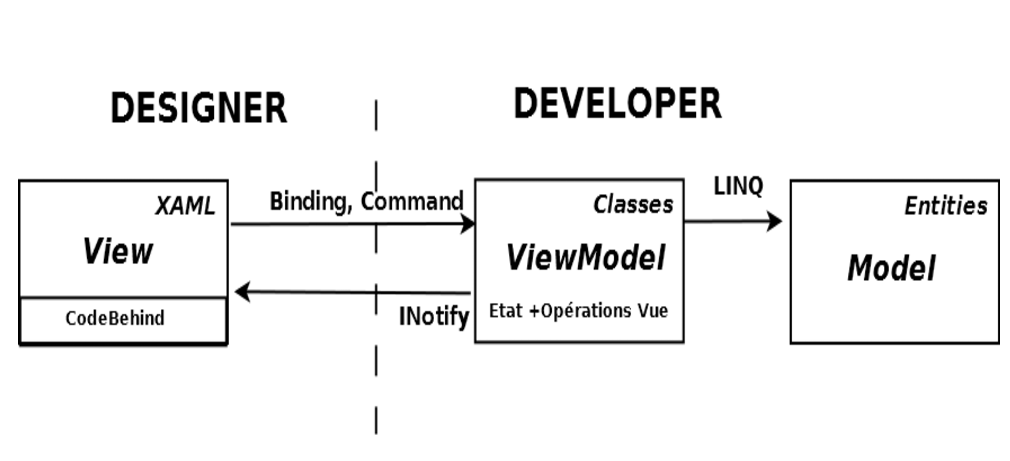 DESIGNER
DEVELOPER
XAML
View
CodeBehind
Binding, Command
INotify
Classes
ViewModel
Etat +Opérations Vue
LINQ
Entities
Model